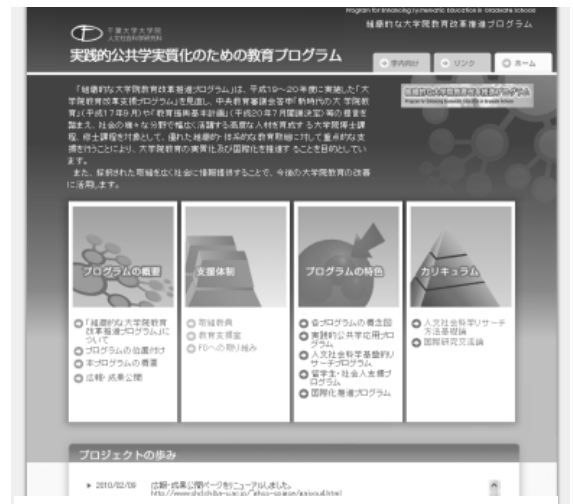 Program for Enhancing Systematic Education in Graduate Schools
組織的な大学院教育改革推進プログラム
千葉大学大学院
人文社会科学研究科
実践的公共学実質化のための教育プログラム
学内向け
リンク
ホーム
「組織的な大学院教育改革推進プログラム」は、平成19～20年度に実施した「大
学院教育改革支援プログラム」を見直し、中央教育審議会答申「新時代の大学院教
育」(平成17年9月)や「教育振興基本計画」(平成20年7月閣議決定)等の提言を
踏まえ、社会の様々な分野で幅広く活躍する高度な人材を育成する大学院博士課
程、修士課程を対象として、優れた組織的・体系的な教育取組に対して重点的な支
援を行うことにより、大学院教育の実質化及び国際化を推進することを目的としてい
ます。
また、採択された取組を広く社会に情報提供することで、今後の大学院教育の改善
に活用します。
組織的な大学院教育改革推進プログラム
Program for Enhancing Systematic Education in Graduate Schools
プログラムの概要
「組織的な大学院教育
改革推進プログラム」に
ついて
プログラムの位置付け
本プログラムの概要
広報・成果公開
支援体制
取組教員
教育支援室
FDへの取り組み
プログラムの特色
各プログラムの概念図
実践的公共学応用プロ
グラム
人文社会科学基盤的リ
サーチプログラム
留学生・社会人支援プ
ログラム
国際化推進プログラム
カリキュラム
人文社会科学リサーチ
方法基礎論
国際研究交流論
プロジェクトの歩み
2010/02/09
広報・成果公開ページをリニューアルしました。